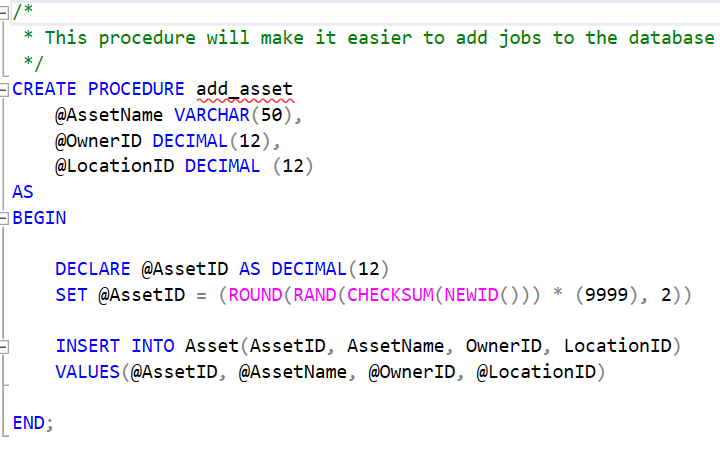 /*
 * This procedure will make it easier to add jobs to the database
 */
CREATE PROCEDURE add_asset
    @AssetName VARCHAR(50),
    @OwnerID DECIMAL(12),
    @LocationID DECIMAL (12)
AS
BEGIN
    DECLARE @AssetID AS DECIMAL(12)
    SET @AssetID = (ROUND(RAND(CHECKSUM(NEWID())) * (9999), 2))
    INSERT INTO Asset(AssetID, AssetName, OwnerID, LocationID)
    VALUES(@AssetID, @AssetName, @OwnerID, @LocationID)
END;